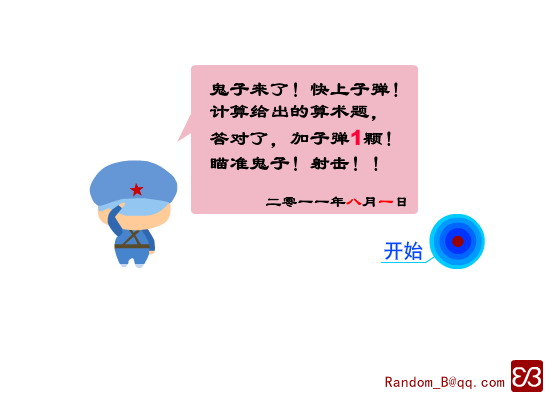 鬼子来了！快上子弹！
计算给出的算术题，
答对了，加子弹1颗！
瞄准鬼子！射击！！
二零一一年八月一日
开始
Random_B@qq.com